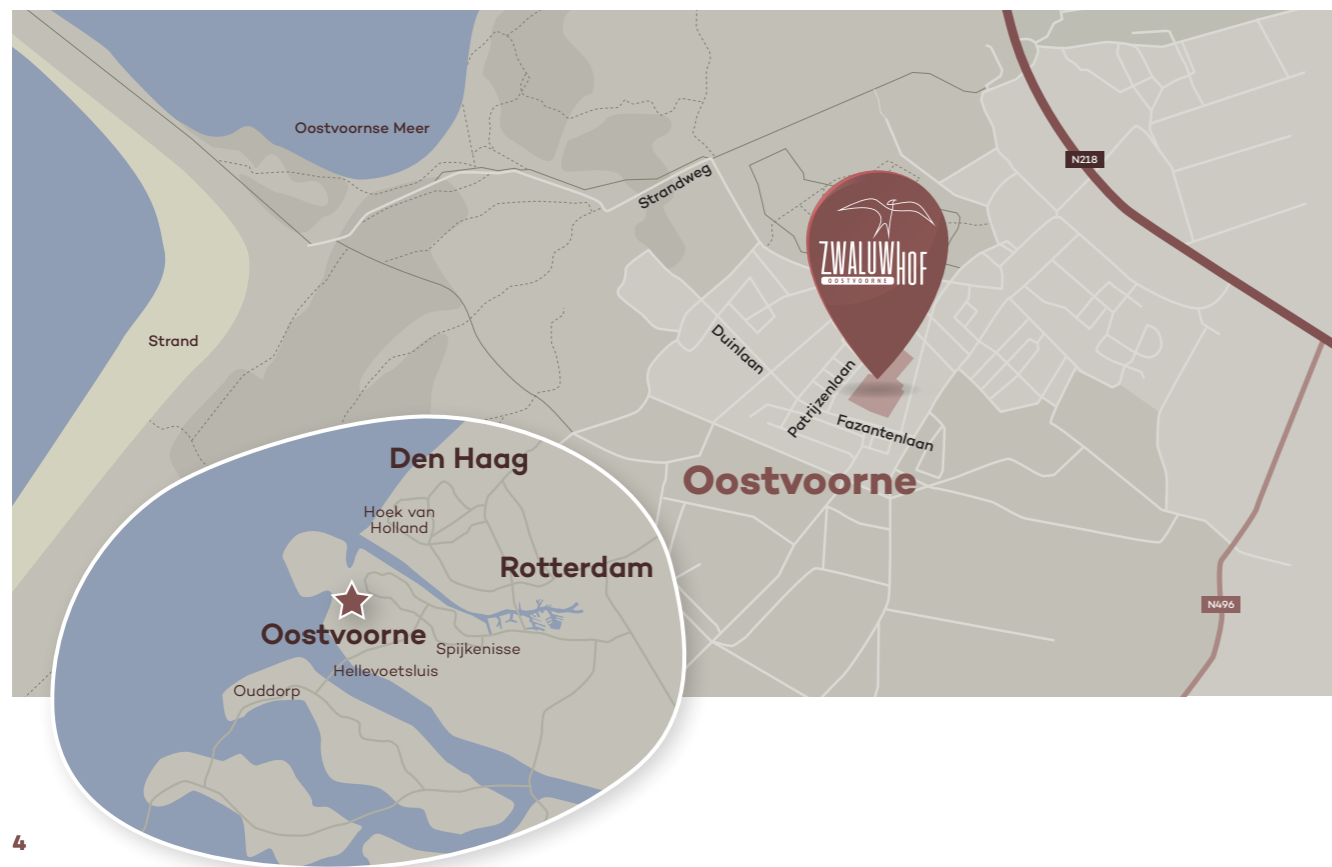 Oostvoornse Meer
Strandweg
N218
ZWALUWHOF
OOSTVOORNE
Strand
Duinlaan
Patrijzenlaan
Fazantenlaan
Oostvoorne
Den Haag
Hoek van
Holland
Rotterdam
Oostvoorne
Spijkenisse
Hellevoetsluis
Ouddorp
N496
4